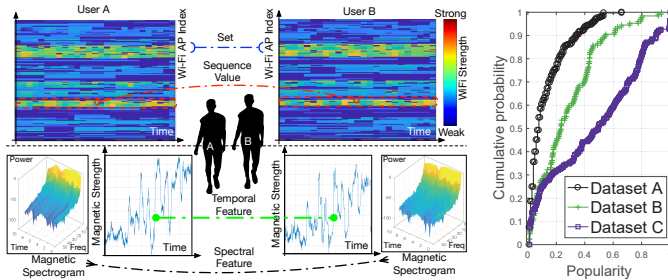 User A
User B
Wi-Fi AP Index
Time
Set
Sequence
Value
Wi-Fi AP Index
Time
Strong
WiFi Strength
Weak
A
B
Power
Time
Freq
Magnetic
Spectrogram
Magnetic Strength
Time
Temporal
Feature
Spectral
Feature
Magnetic Strength
Time
Power
Time
Freq
Magnetic
Spectrogram
Cumulative probability
1
0.9
0.8
0.7
0.6
0.5
0.4
0.3
0.2
0.1
0
0 0.2 0.4 0.6 0.8
Popularity
Dataset A
Dataset B
Dataset C